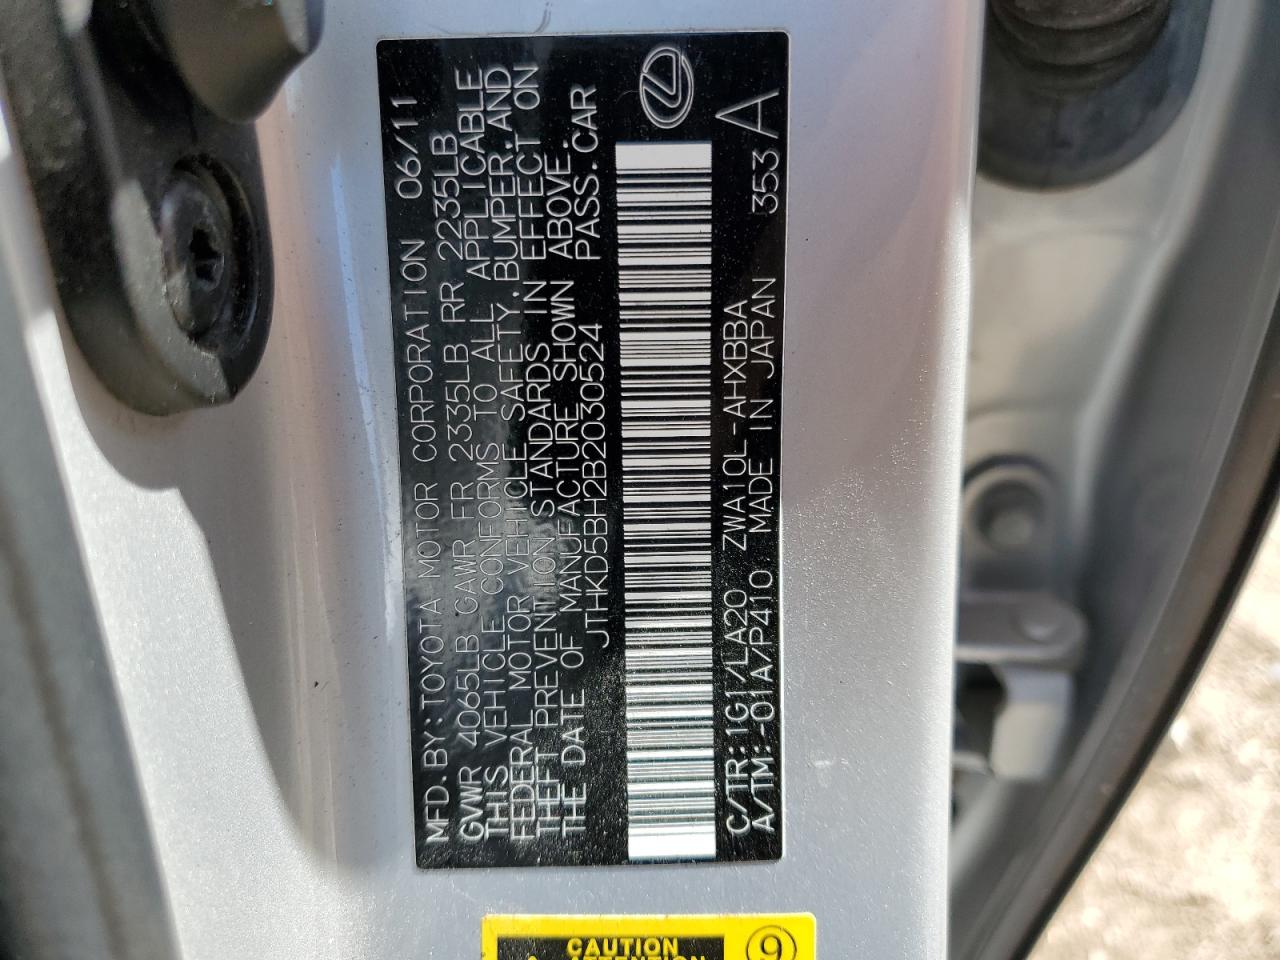 MFD.BY:TOYOTA MOTOR CORPORATION 06/11
GVWR 4065LB GAWR FR 2335LB RR 2235LB
THIS VEHICLE CONFORMS TO ALL APPLICABLE
FEDERAL MOTOR VEHICLE SAFETY,BUMPER,AND
THEFT PREVENTION STANDARDS IN EFFECT ON
THE DATE OF MANUFACTURE SHOWN ABOVE.
JTHKD5BH2B2030524 PASS.CAR
C/TR:1G1/LA20 ZWA10L-AHXBBA 353 A
A/TM:-01A/P410 MADE IN JAPAN
CAUTION
ATTENTION
9